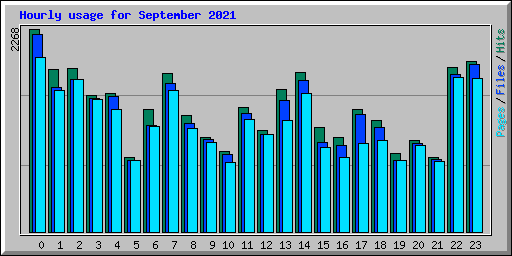 Hourly usage for September 2021
2268
Pages / Files / Hits
0 1 2 3 4 5 6 7 8 9 10 11 12 13 14 15 16 17 18 19 20 21 22 23